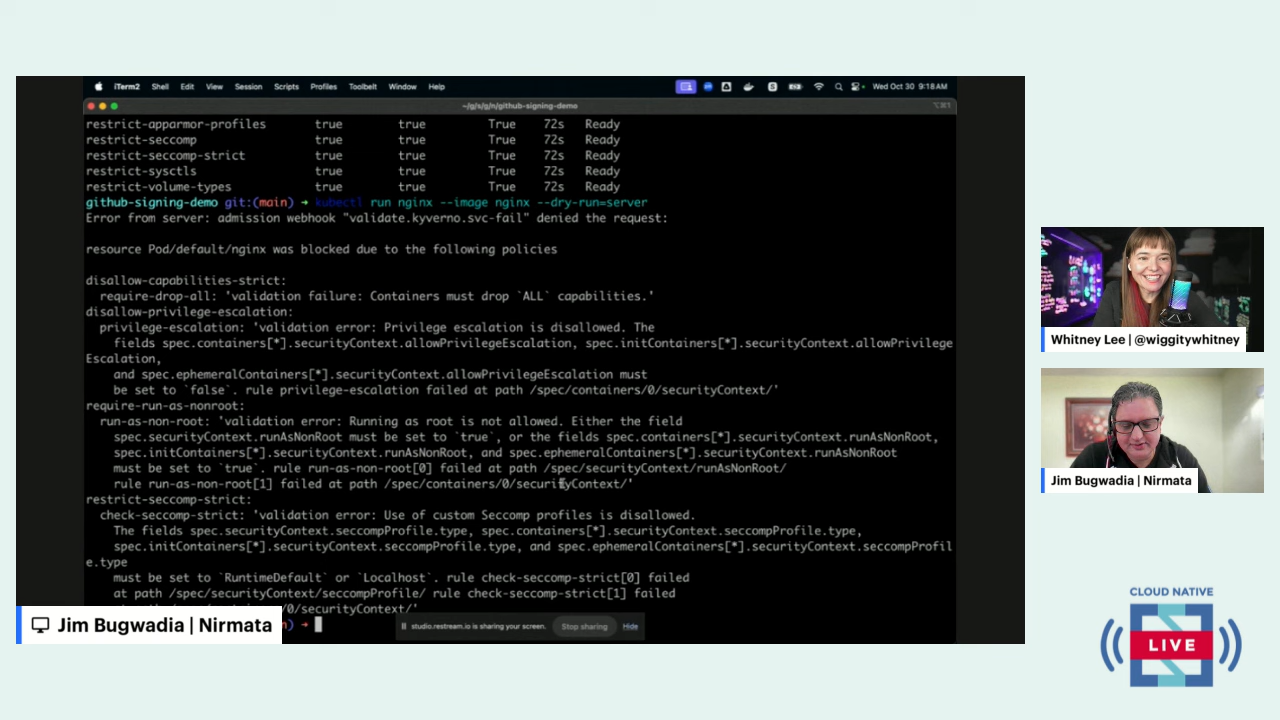 iTerm2 Shell Edit View Session Scripts Profiles Toolbelt Window Help Wed Oct 30 9:18 AM
~/g/s/g/n/github-signing-demo
restrict-apparmor-profiles true true True 72s Ready
restrict-seccomp true true True 72s Ready
restrict-seccomp-strict true true True 72s Ready
restrict-sysctls true true True 72s Ready
restrict-volume-types true true True 72s Ready
github-signing-demo git:(main) ➜ kubectl run nginx --image nginx --dry-run=server
Error from server: admission webhook "validate.kyverno.svc-fail" denied the request:
resource Pod/default/nginx was blocked due to the following policies
disallow-capabilities-strict:
require-drop-all: 'validation failure: Containers must drop `ALL` capabilities.'
disallow-privilege-escalation:
privilege-escalation: 'validation error: Privilege escalation is disallowed. The
fields spec.containers[*].securityContext.allowPrivilegeEscalation, spec.initContainers[*].securityContext.allowPrivilege
Escalation,
and spec.ephemeralContainers[*].securityContext.allowPrivilegeEscalation must
be set to `false`. rule privilege-escalation failed at path /spec/containers/0/securityContext/'
require-run-as-nonroot:
run-as-non-root: 'validation error: Running as root is not allowed. Either the field
spec.securityContext.runAsNonRoot must be set to `true`, or the fields spec.containers[*].securityContext.runAsNonRoot,
spec.initContainers[*].securityContext.runAsNonRoot, and spec.ephemeralContainers[*].securityContext.runAsNonRoot
must be set to `true`. rule run-as-non-root[0] failed at path /spec/securityContext/runAsNonRoot/
rule run-as-non-root[1] failed at path /spec/containers/0/securityContext/'
restrict-seccomp-strict:
check-seccomp-strict: 'validation error: Use of custom Seccomp profiles is disallowed.
The fields spec.securityContext.seccompProfile.type, spec.containers[*].securityContext.seccompProfile.type,
spec.initContainers[*].securityContext.seccompProfile.type, and spec.ephemeralContainers[*].securityContext.seccompProfil
e.type
must be set to `RuntimeDefault` or `Localhost`. rule check-seccomp-strict[0] failed
at path /spec/securityContext/seccompProfile/ rule check-seccomp-strict[1] failed
/0/securityContext/'
) ➜
studio.restream.io is sharing your screen. Stop sharing Hide
Jim Bugwadia | Nirmata
Whitney Lee | @wiggitywhitney
Jim Bugwadia | Nirmata
CLOUD NATIVE
LIVE